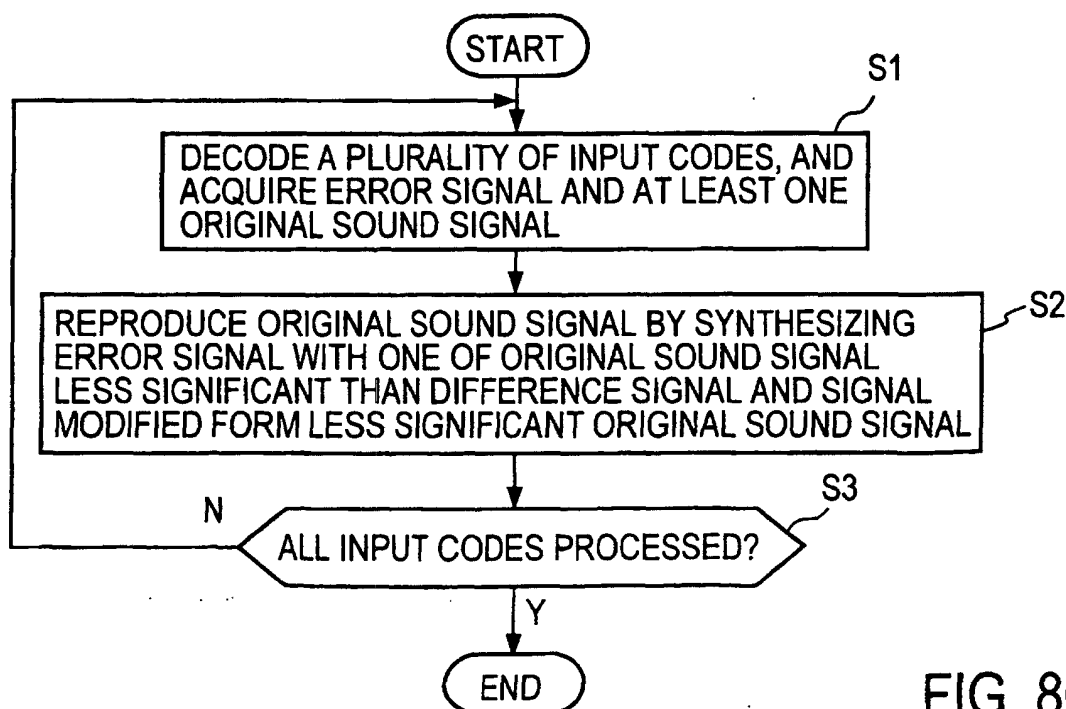 START
S1
DECODE A PLURALITY OF INPUT CODES, AND
ACQUIRE ERROR SIGNAL AND AT LEAST ONE
ORIGINAL SOUND SIGNAL
S2
REPRODUCE ORIGINAL SOUND SIGNAL BY SYNTHESIZING
ERROR SIGNAL WITH ONE OF ORIGINAL SOUND SIGNAL
LESS SIGNIFICANT THAN DIFFERENCE SIGNAL AND SIGNAL
MODIFIED FORM LESS SIGNIFICANT ORIGINAL SOUND SIGNAL
S3
N
ALL INPUT CODES PROCESSED?
Y
END
FIG. 8